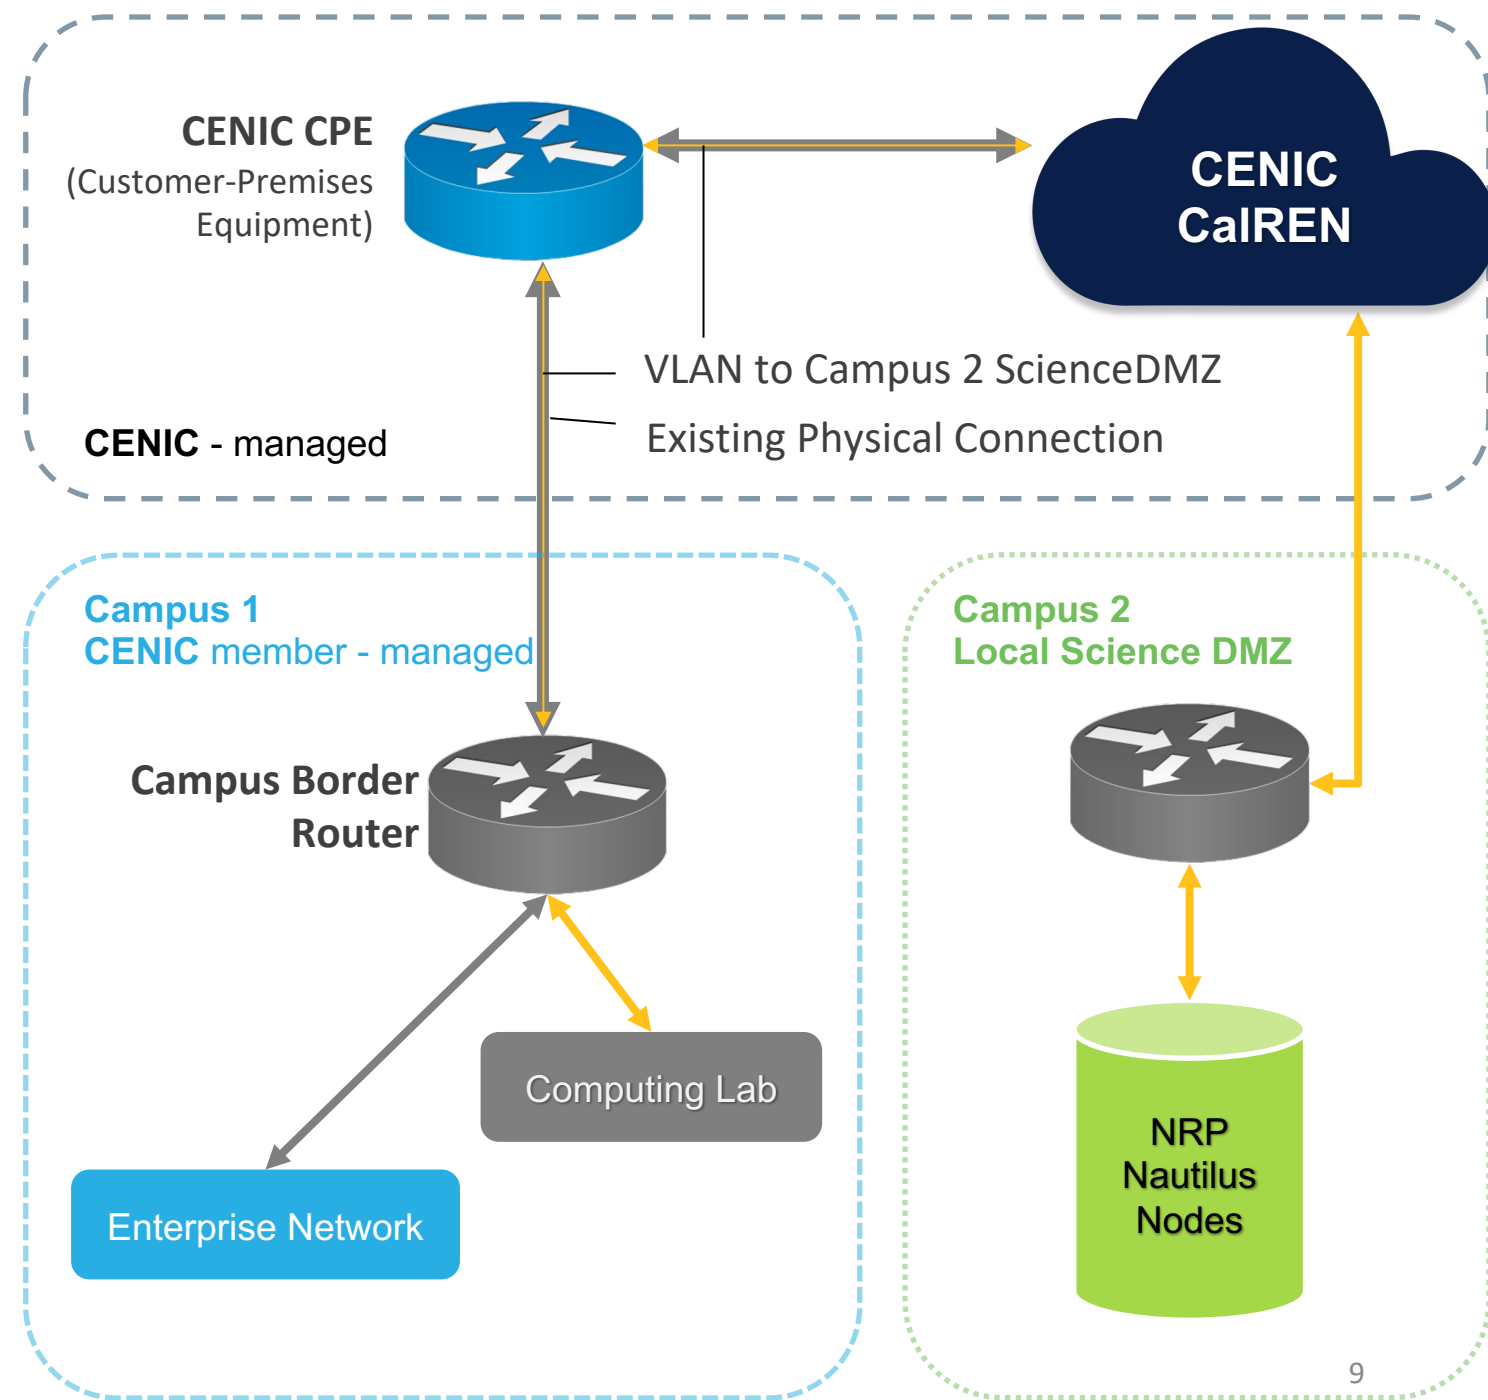 CENIC CPE
(Customer-Premises
Equipment)
CENIC
CalREN
VLAN to Campus 2 ScienceDMZ
Existing Physical Connection
CENIC - managed
Campus 1
CENIC member - managed
Campus Border
Router
Computing Lab
Enterprise Network
Campus 2
Local Science DMZ
NRP
Nautilus
Nodes
9